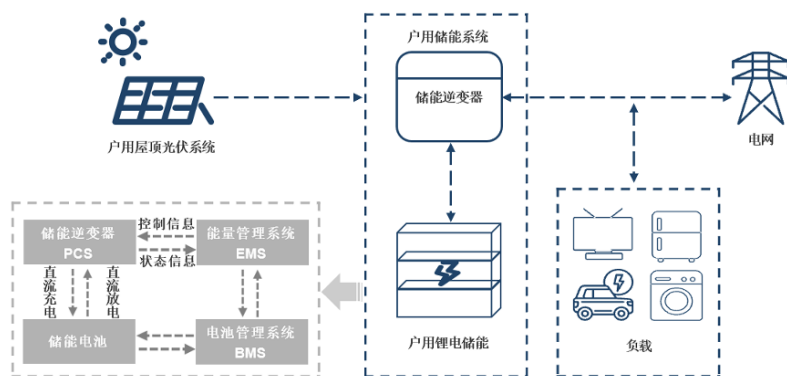 户用储能系统
储能逆变器
户用屋顶光伏系统
电网
储能逆变器
PCS
控制信息
状态信息
能量管理系统
EMS
直流充电
直流放电
储能电池
电池管理系统
BMS
户用锂电储能
负载